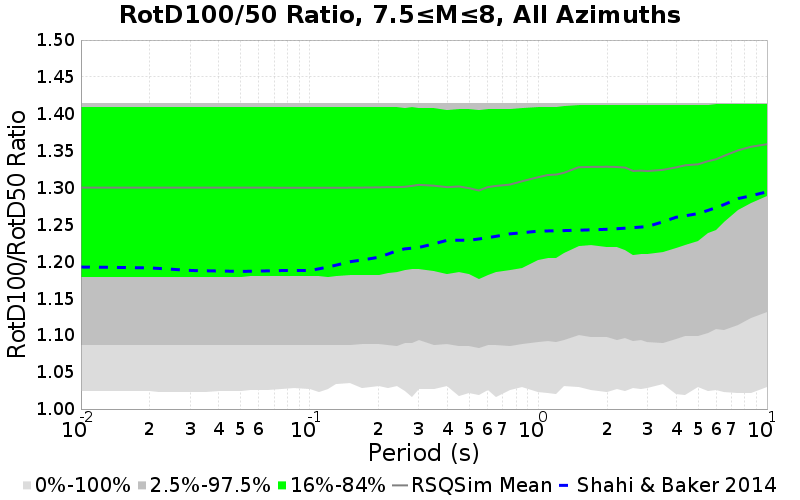 RotD100/50 Ratio, 7.5≤M≤8, All Azimuths
RotD100/RotD50 Ratio
1.50
1.45
1.40
1.35
1.30
1.25
1.20
1.15
1.10
1.05
1.00
10^-2 2 3 4 5 6 10^-1 2 3 4 5 6 7 10^0 2 3 4 5 6 7 10^1
Period (s)
0%-100% 2.5%-97.5% 16%-84% RSQSim Mean Shahi & Baker 2014